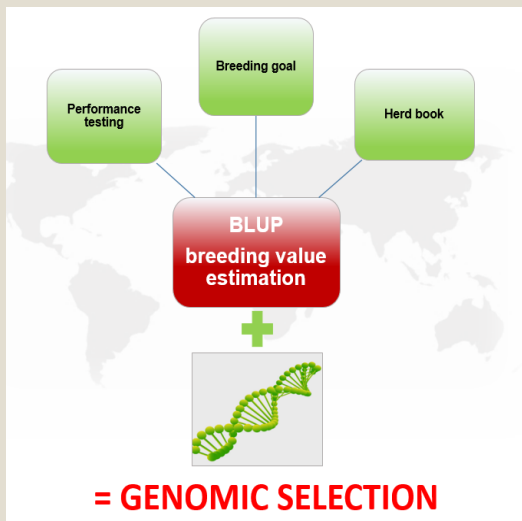 Breeding goal
Performance
testing
Herd book
BLUP
breeding value
estimation
= GENOMIC SELECTION